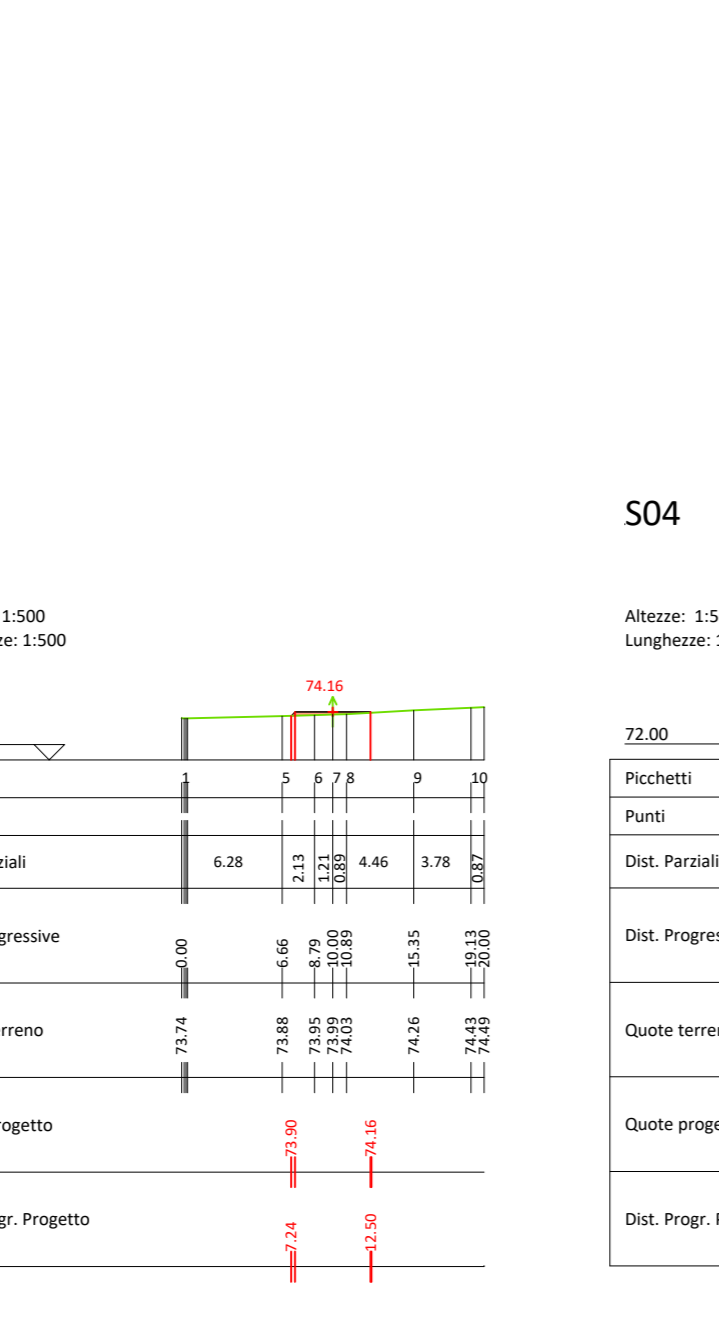 S04
1:500
ze: 1:500
Altezze: 1:5
Lunghezze: 1
74.16
72.00
1 5 6 7 8 9 10
Picchetti
Punti
ziali
6.28 2.13 1.21 0.89 4.46 3.78 0.87
Dist. Parziali
gressive
0.00 6.66 8.79 10.00 10.89 15.35 19.13 20.00
Dist. Progres
rreno
73.74 73.88 73.95 73.99 74.03 74.26 74.43 74.49
Quote terre
rogetto
73.90 74.16
Quote proge
gr. Progetto
7.24 12.50
Dist. Progr. P